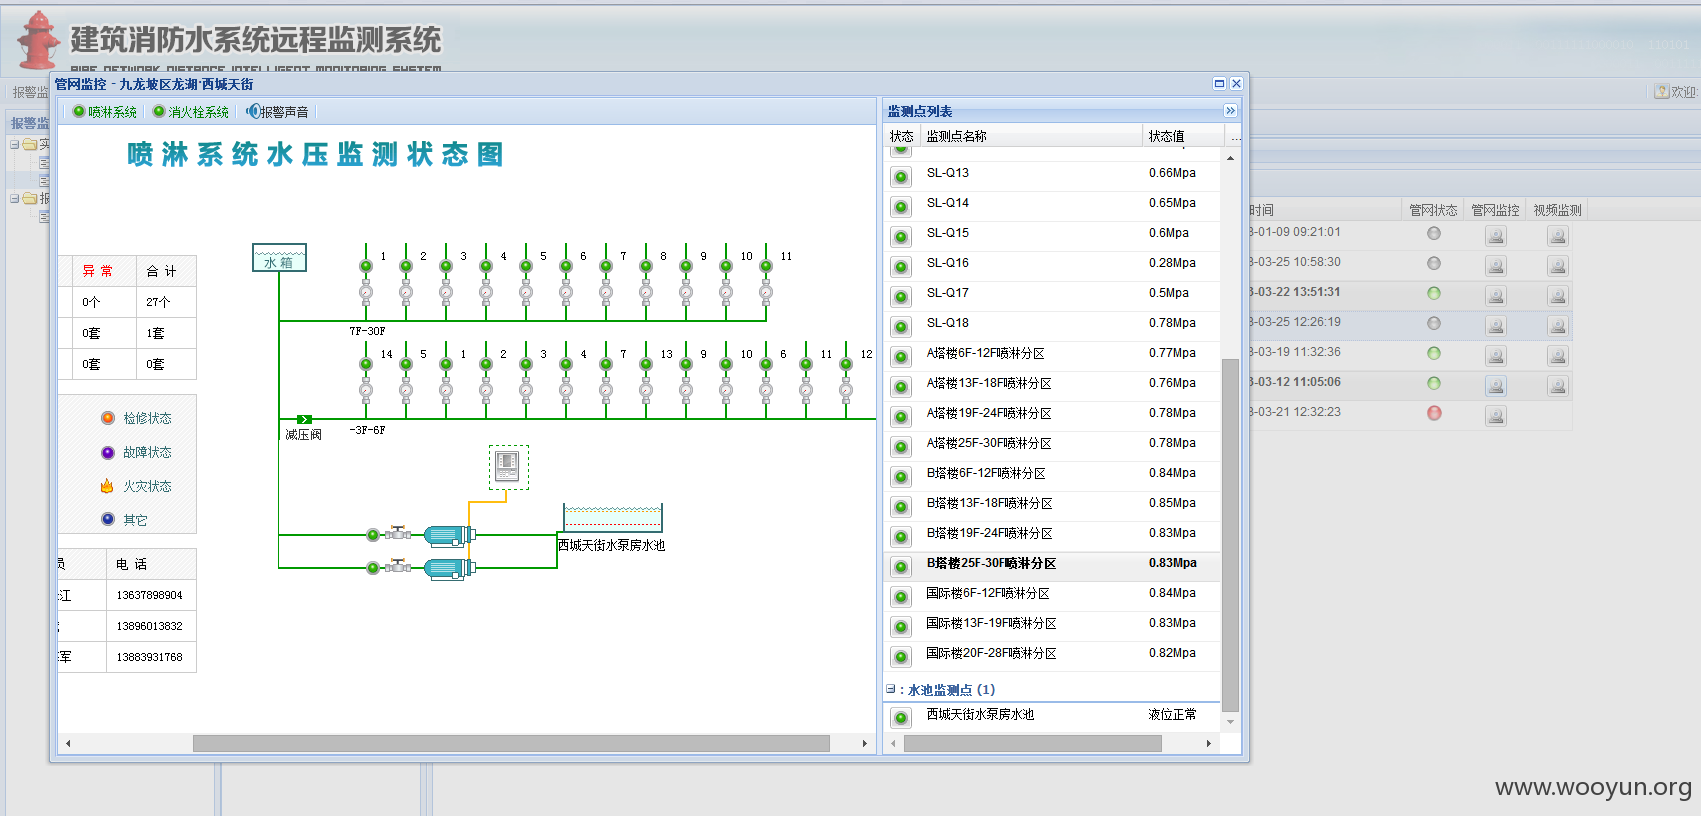 建筑消防水系统远程监测系统
FIRE NETWORK DISTANCE INTELLIGENT MONITORING SYSTEM
管网监控 - 九龙坡区龙湖·西城天街
报警监
欢迎:
喷淋系统 消火栓系统 报警声音
喷淋系统水压监测状态图
水箱
1 2 3 4 5 6 7 8 9 10 11
7F-30F
14 5 1 2 3 4 7 13 9 10 6 11 12
减压阀
-3F-6F
西城天街水泵房水池
异常 合计
0个 27个
0套 1套
0套 0套
检修状态
故障状态
火灾状态
其它
员 电话
江 13637898904
13896013832
军 13883931768
监测点列表
状态 监测点名称 状态值 ...
SL-Q13 0.66Mpa
SL-Q14 0.65Mpa
SL-Q15 0.6Mpa
SL-Q16 0.28Mpa
SL-Q17 0.5Mpa
SL-Q18 0.78Mpa
A塔楼6F-12F喷淋分区 0.77Mpa
A塔楼13F-18F喷淋分区 0.76Mpa
A塔楼19F-24F喷淋分区 0.78Mpa
A塔楼25F-30F喷淋分区 0.78Mpa
B塔楼6F-12F喷淋分区 0.84Mpa
B塔楼13F-18F喷淋分区 0.85Mpa
B塔楼19F-24F喷淋分区 0.83Mpa
B塔楼25F-30F喷淋分区 0.83Mpa
国际楼6F-12F喷淋分区 0.84Mpa
国际楼13F-19F喷淋分区 0.83Mpa
国际楼20F-28F喷淋分区 0.82Mpa
: 水池监测点 (1)
西城天街水泵房水池 液位正常
报警监
实
报
时间 管网状态 管网监控 视频监测
3-01-09 09:21:01
3-03-25 10:58:30
3-03-22 13:51:31
3-03-25 12:26:19
3-03-19 11:32:36
3-03-12 11:05:06
3-03-21 12:32:23
www.wooyun.org